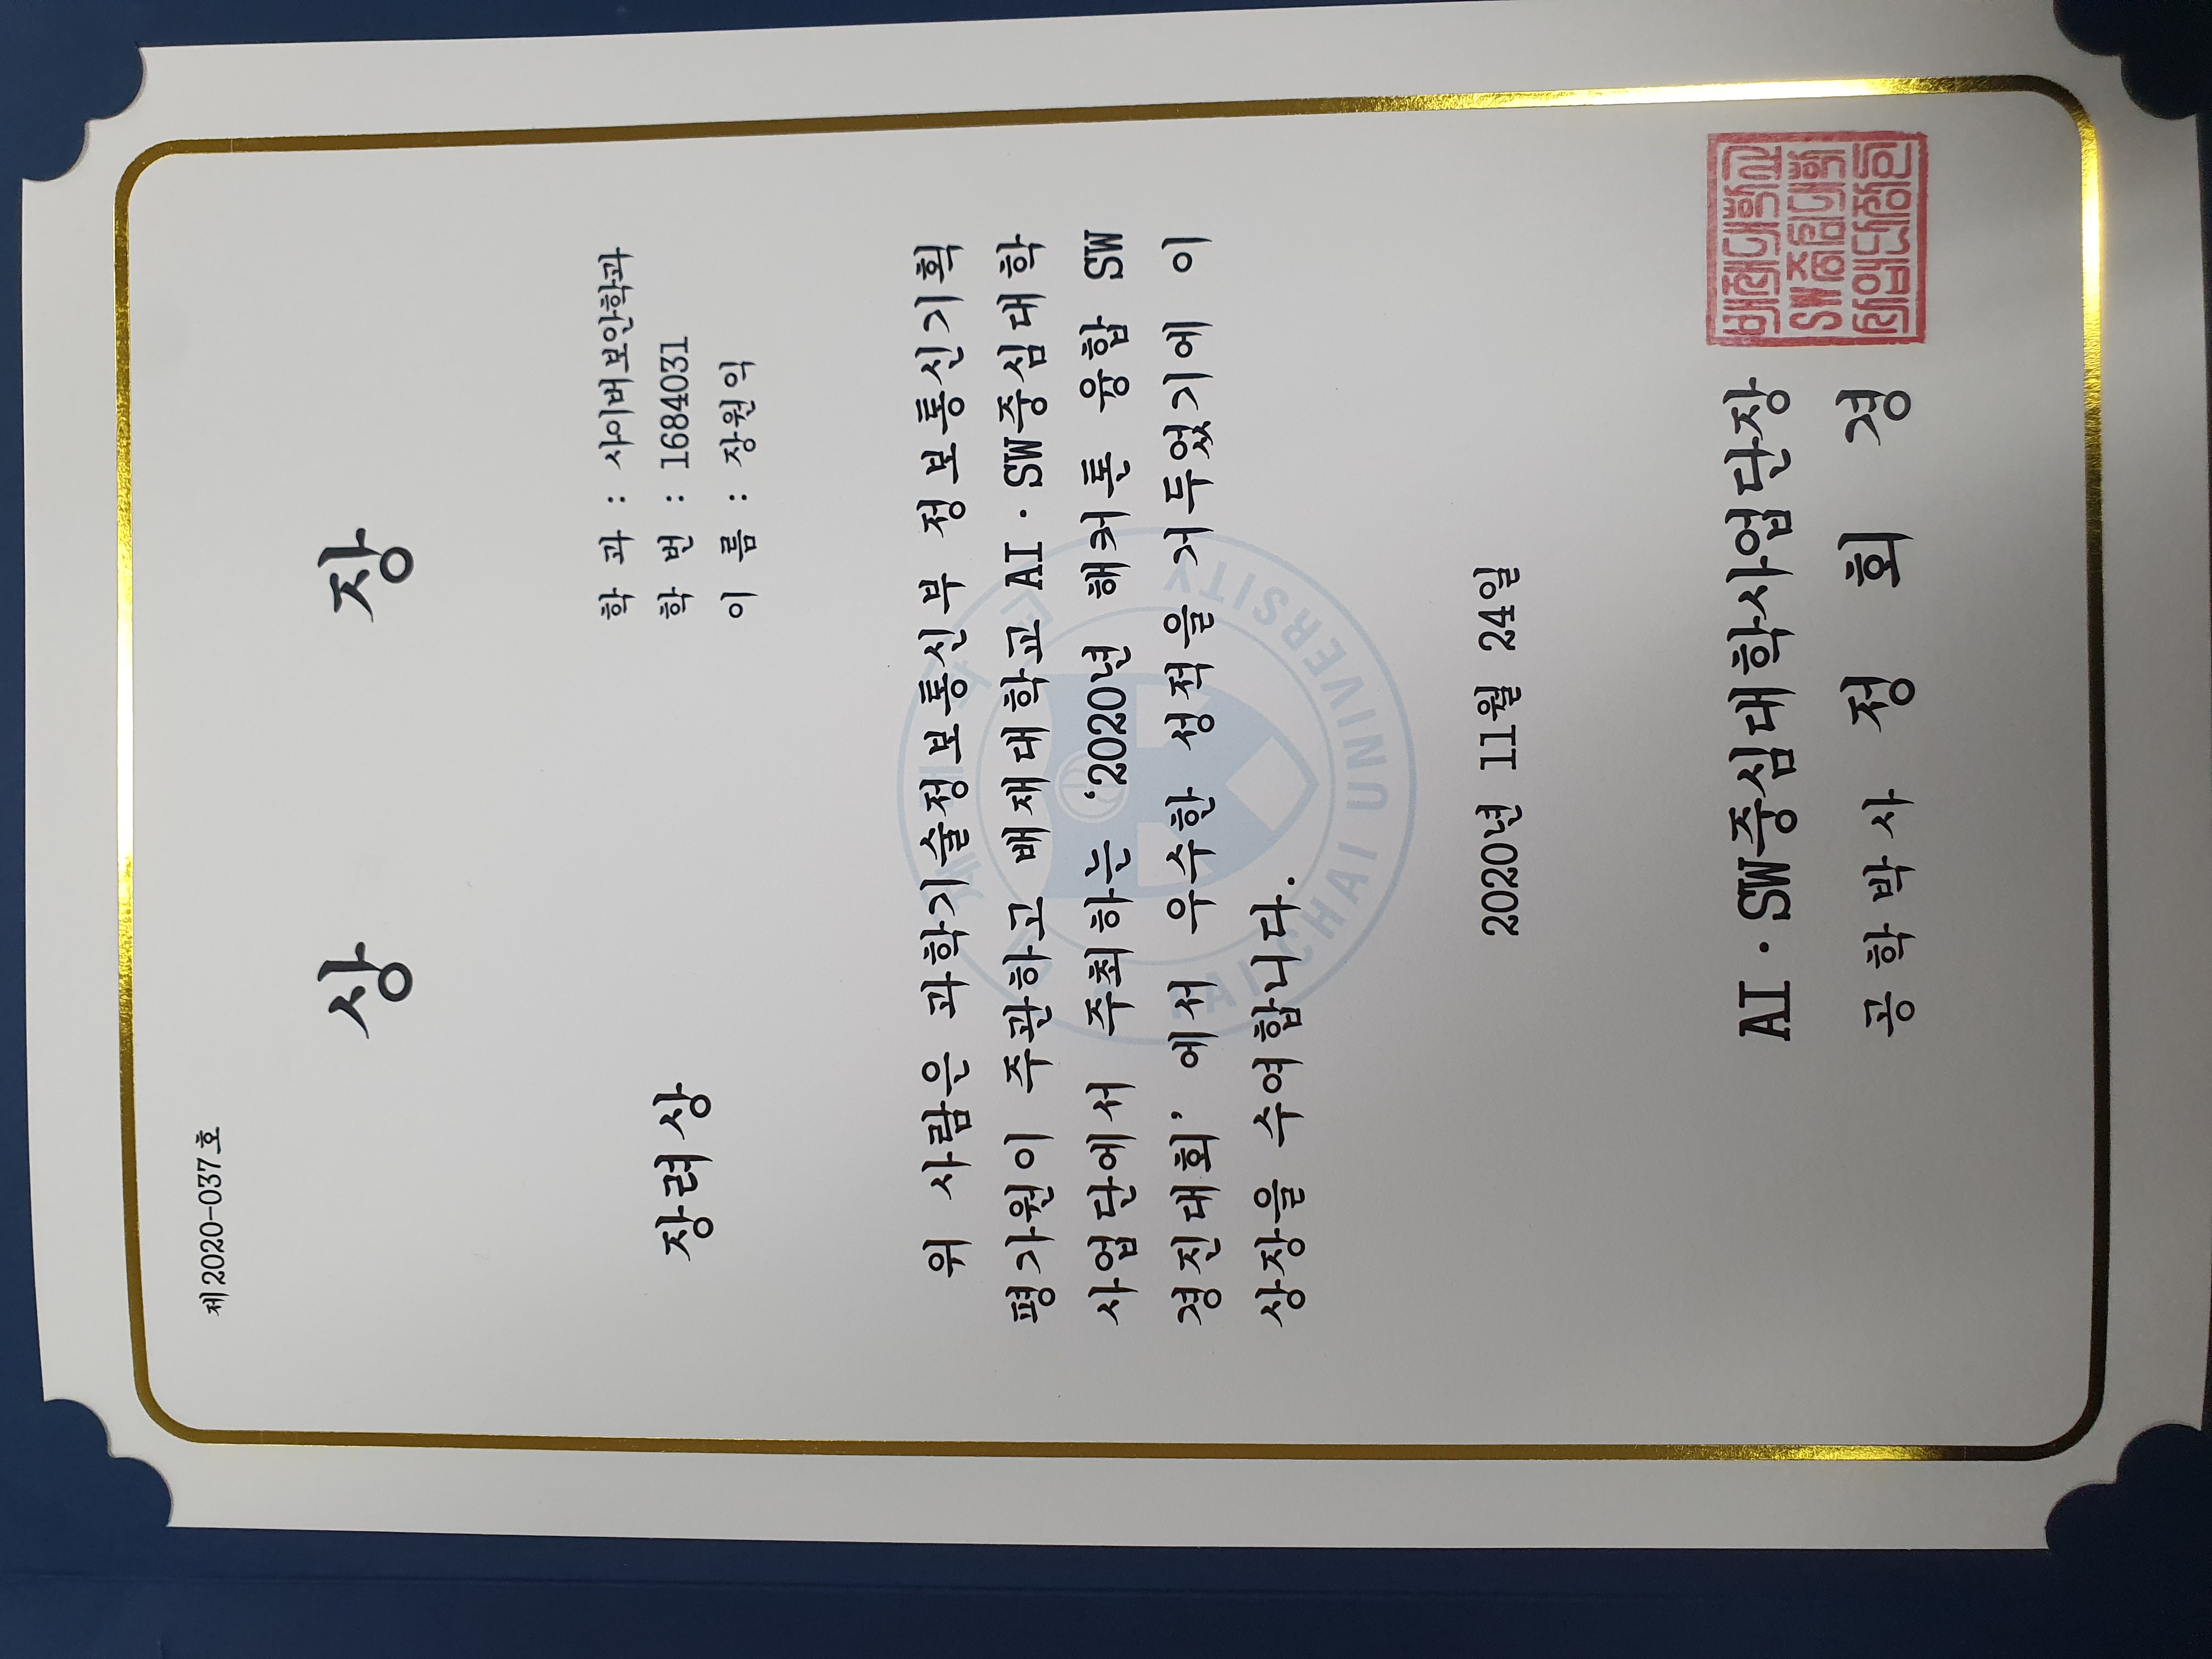 제2020-037호
상 장
학 과 : 사이버보안학과
장려상
학 번 : 1684031
이 름 : 장원익
위 사람은 과학기술정보통신부 정보통신기획
평가원이 주관하고 배재대학교 AI·SW중심대학
사업단에서 주최하는 ‘2020년 해커톤 융합 SW
경진대회’ 에서 우수한 성적을 거두었기에 이
상장을 수여합니다.
CHAI UNIVERSITY
2020년 11월 24일
AI·SW중심대학사업단장
공학박사 정 회 경
배재대학교
SW중심대학
사업단장인